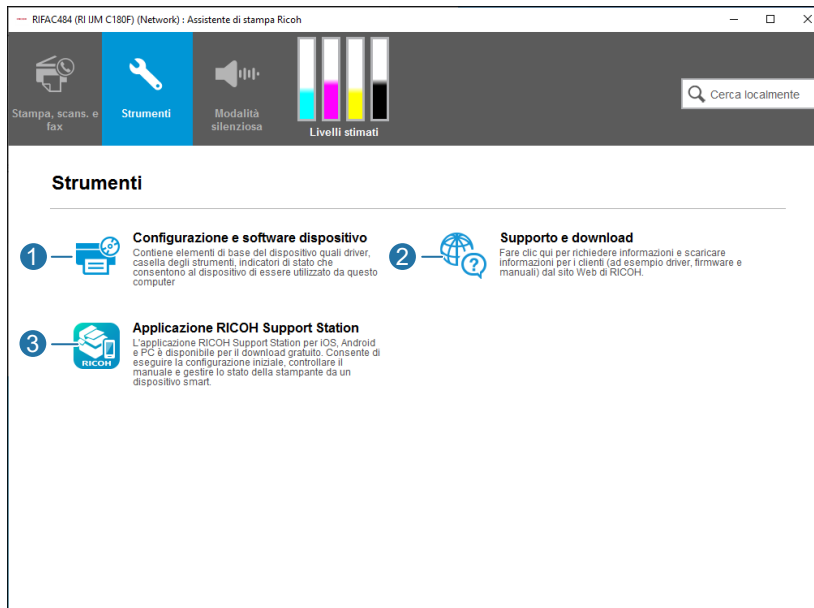 RIFAC484 (RI IJM C180F) (Network) : Assistente di stampa Ricoh
Stampa, scans. e
fax
Strumenti
Modalità
silenziosa
Livelli stimati
Cerca localmente
Strumenti
1
Configurazione e software dispositivo
Contiene elementi di base del dispositivo quali driver,
casella degli strumenti, indicatori di stato che
consentono al dispositivo di essere utilizzato da questo
computer
2
Supporto e download
Fare clic qui per richiedere informazioni e scaricare
informazioni per i clienti (ad esempio driver, firmware e
manuali) dal sito Web di RICOH.
3
RICOH
Applicazione RICOH Support Station
L'applicazione RICOH Support Station per iOS, Android
e PC è disponibile per il download gratuito. Consente di
eseguire la configurazione iniziale, controllare il
manuale e gestire lo stato della stampante da un
dispositivo smart.